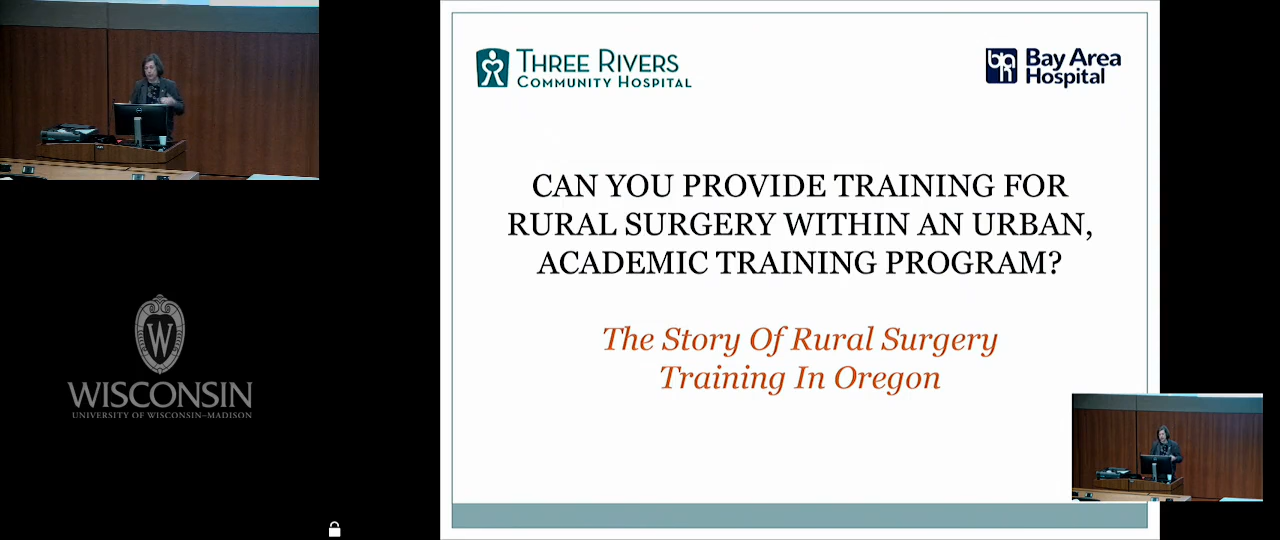 THREE RIVERS
COMMUNITY HOSPITAL
Bay Area
Hospital
CAN YOU PROVIDE TRAINING FOR
RURAL SURGERY WITHIN AN URBAN,
ACADEMIC TRAINING PROGRAM?
The Story Of Rural Surgery
Training In Oregon
W
WISCONSIN
UNIVERSITY OF WISCONSIN–MADISON